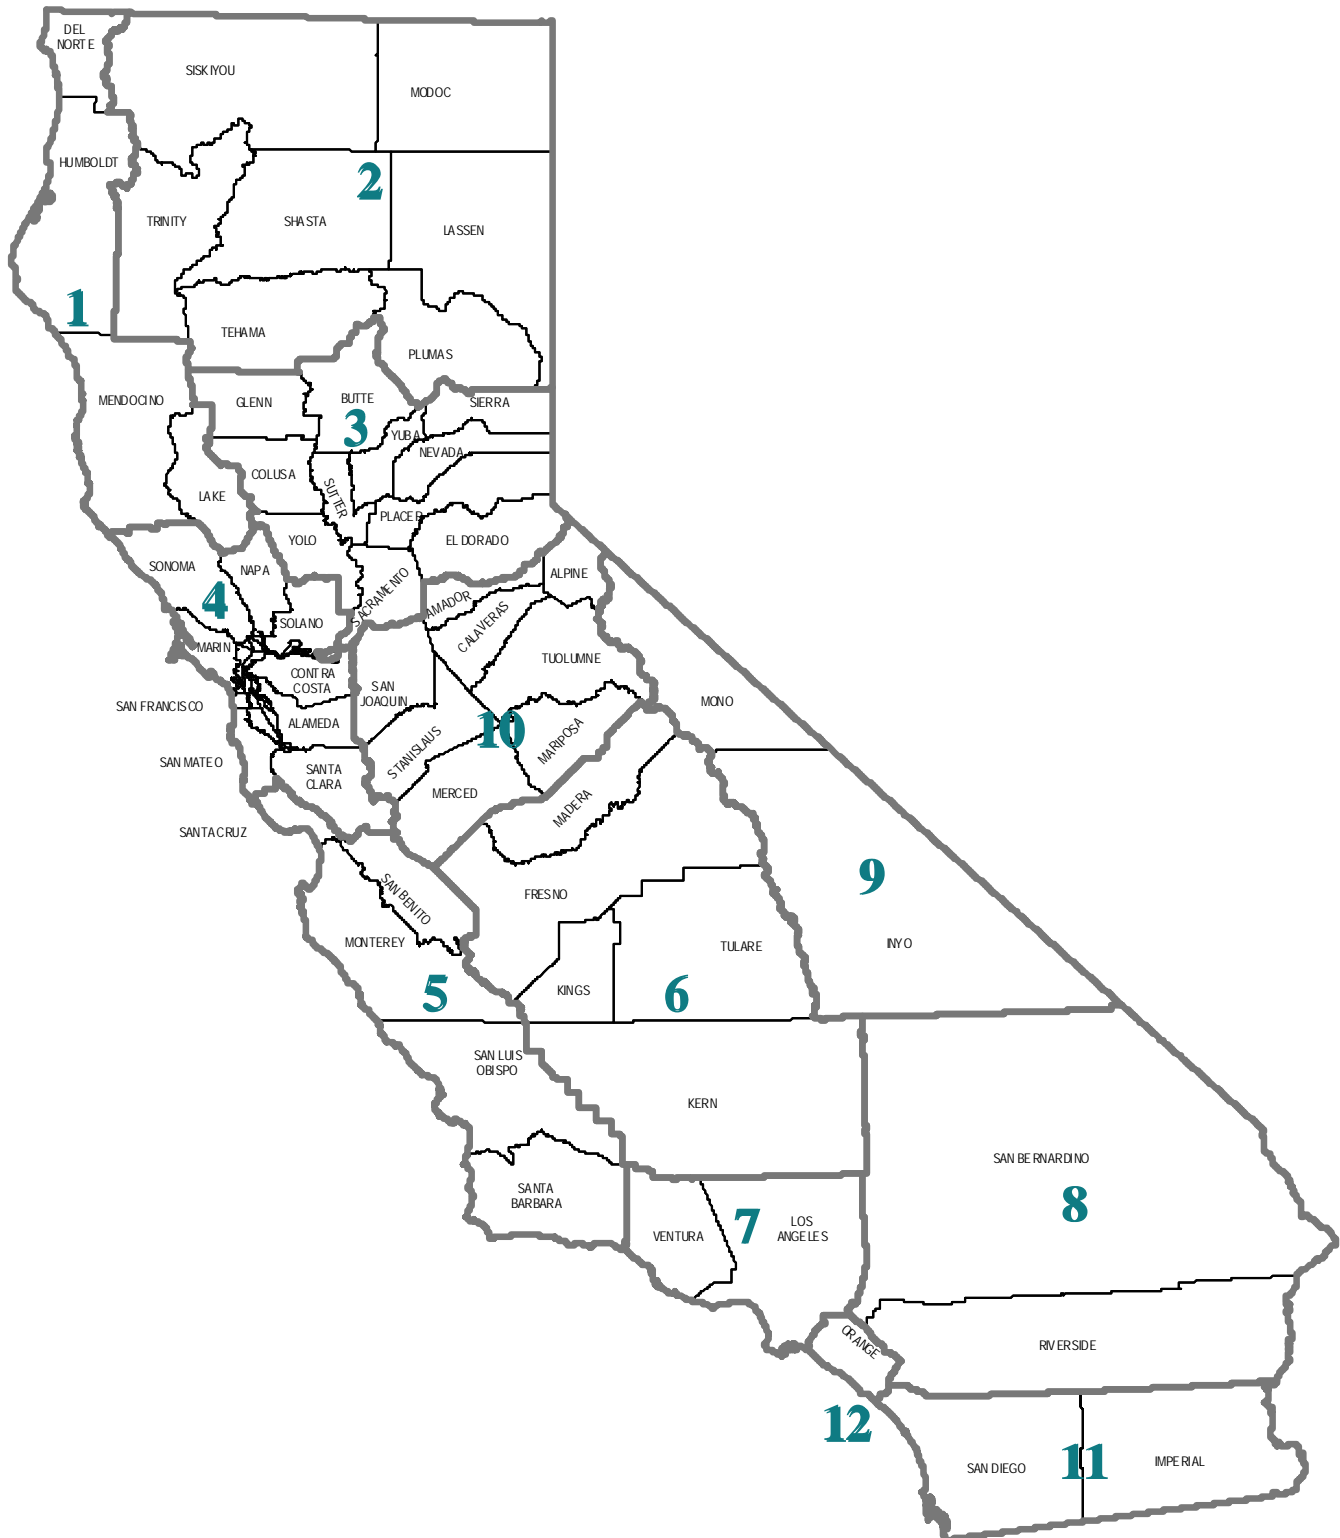 DEL
NORTE
SISKIYOU
MODOC
HUMBOLDT
2
TRINITY
SHASTA
LASSEN
1
TEHAMA
PLUMAS
MENDOCINO
GLENN
BUTTE
SIERRA
3
YUBA
NEVADA
COLUSA
SUTTER
LAKE
PLACER
YOLO
EL DORADO
SONOMA
NAPA
ALPINE
4
SACRAMENTO
AMADOR
SOLANO
CALAVERAS
MARIN
TUOLUMNE
CONTRA
COSTA
SAN
JOAQUIN
MONO
SAN FRANCISCO
ALAMEDA
10
STANISLAUS
MARIPOSA
SAN MATEO
SANTA
CLARA
MERCED
MADERA
SANTA CRUZ
9
FRESNO
SAN BENITO
MONTEREY
TULARE
INYO
5
KINGS
6
SAN LUIS
OBISPO
KERN
SAN BERNARDINO
SANTA
BARBARA
8
VENTURA
7
LOS
ANGELES
ORANGE
RIVERSIDE
12
SAN DIEGO
11
IMPERIAL